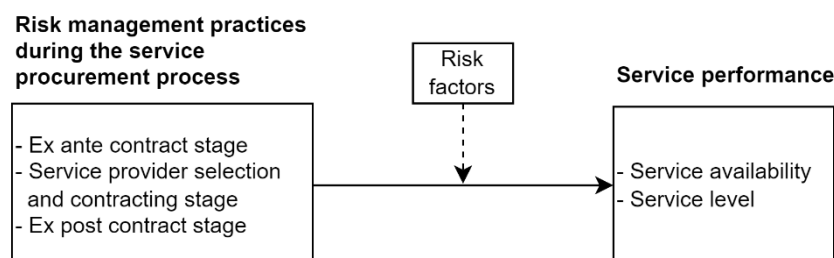 Risk management practices
during the service
procurement process
Risk
factors
Service performance
- Ex ante contract stage
- Service provider selection
and contracting stage
- Ex post contract stage
- Service availability
- Service level